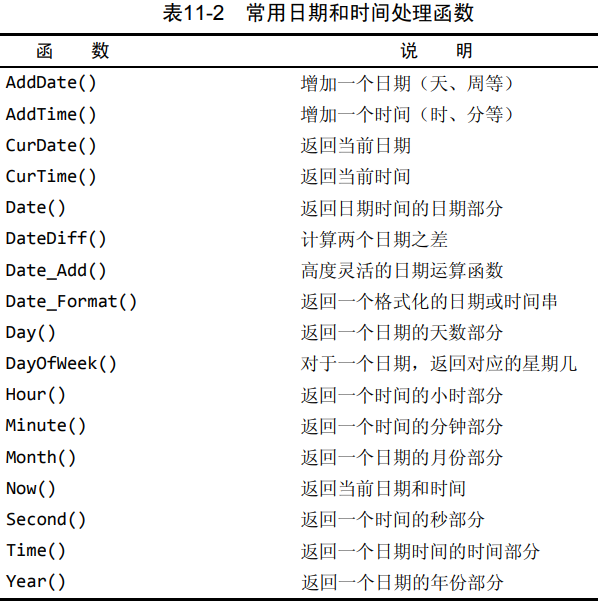 表11-2 常用日期和时间处理函数
函 数 说 明
AddDate() 增加一个日期（天、周等）
AddTime() 增加一个时间（时、分等）
CurDate() 返回当前日期
CurTime() 返回当前时间
Date() 返回日期时间的日期部分
DateDiff() 计算两个日期之差
Date_Add() 高度灵活的日期运算函数
Date_Format() 返回一个格式化的日期或时间串
Day() 返回一个日期的天数部分
DayOfWeek() 对于一个日期，返回对应的星期几
Hour() 返回一个时间的小时部分
Minute() 返回一个时间的分钟部分
Month() 返回一个日期的月份部分
Now() 返回当前日期和时间
Second() 返回一个时间的秒部分
Time() 返回一个日期时间的时间部分
Year() 返回一个日期的年份部分